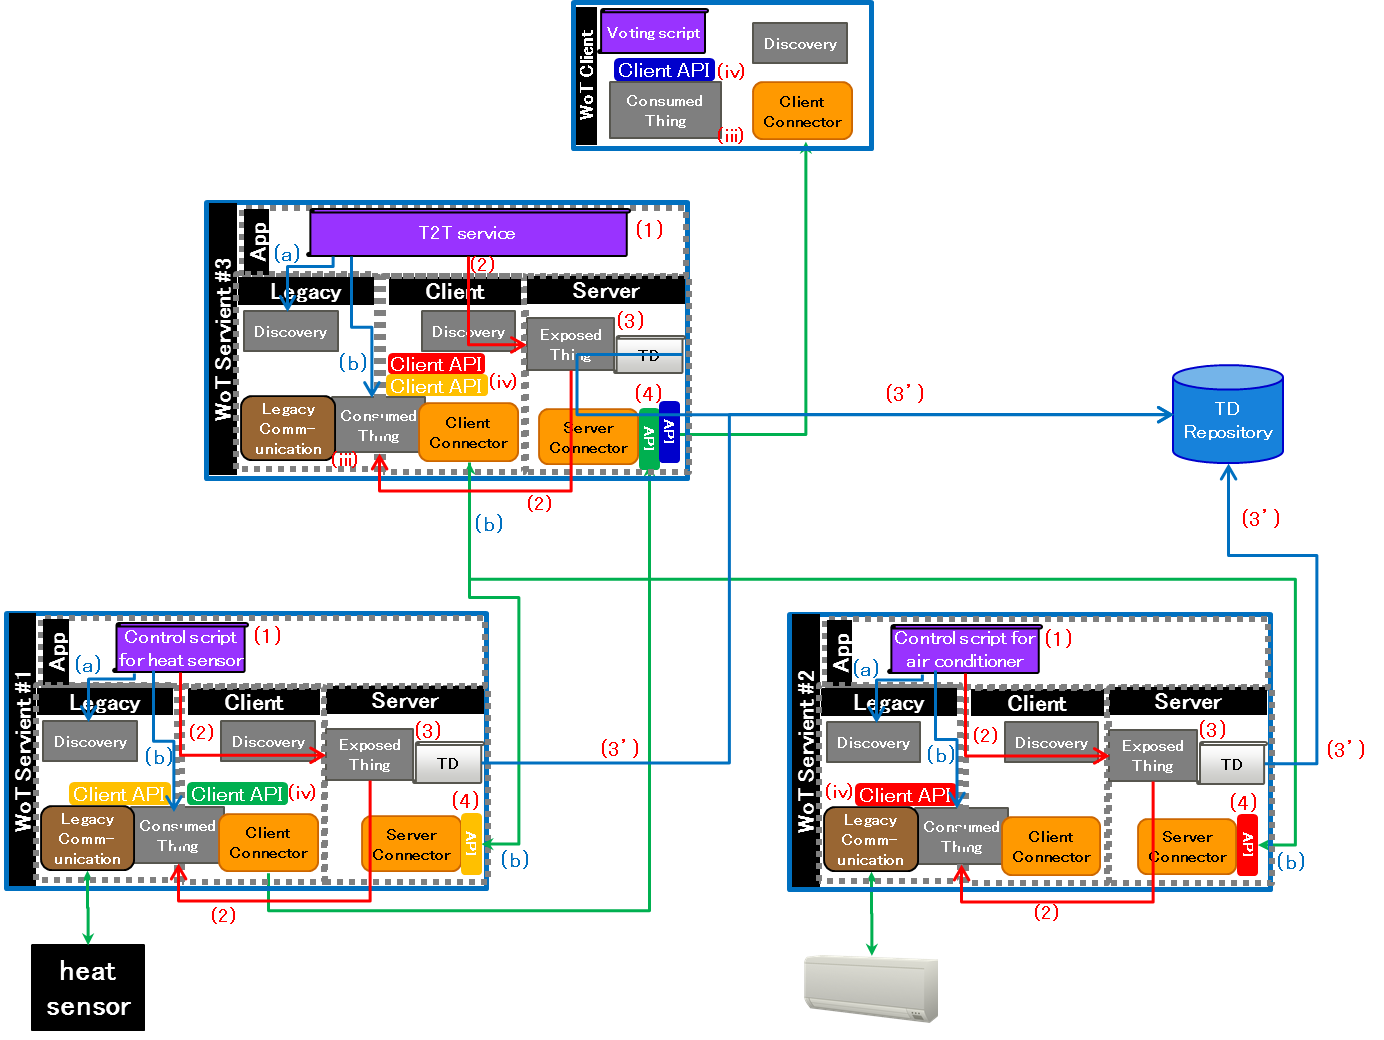 WoT Client
Voting script
Discovery
Client API
(iv)
Consumed
Thing
(iii)
Client
Connector
WoT Servient #3
App
T2T service
(1)
(a)
(2)
Legacy
Client
Server
Discovery
Discovery
Exposed
Thing
(3)
TD
(b)
Client API
Client API
(iv)
(4)
Legacy
Comm-
unication
Consumed
Thing
(iii)
Client
Connector
Server
Connector
API
API
(2)
(b)
(3')
TD
Repository
(3')
WoT Servient #1
App
Control script
for heat sensor
(1)
(a)
Legacy
Client
Server
Discovery
(2)
Discovery
Exposed
Thing
(3)
TD
(3')
(b)
Client API
Client API
(iv)
(4)
Legacy
Comm-
unication
Consumed
Thing
Client
Connector
Server
Connector
API
(b)
(2)
heat
sensor
WoT Servient #2
App
Control script for
air conditioner
(1)
(a)
Legacy
Client
Server
Discovery
(2)
Discovery
Exposed
Thing
(3)
TD
(3')
(b)
(iv)
Client API
(4)
Legacy
Comm-
unication
Consumed
Thing
Client
Connector
Server
Connector
API
(b)
(2)